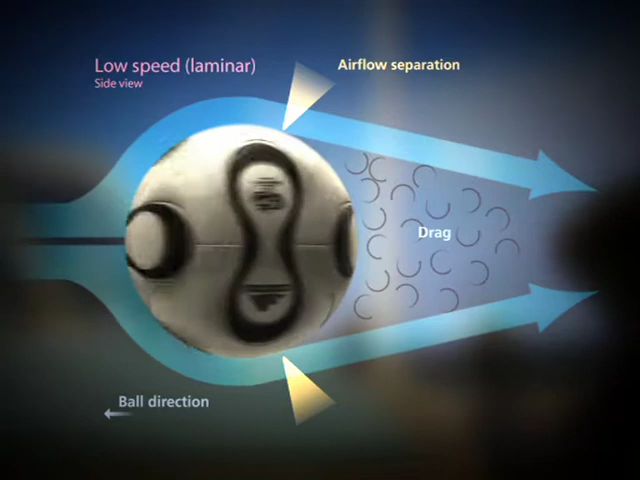 Low speed (laminar)
Side view
Airflow separation
Drag
Ball direction